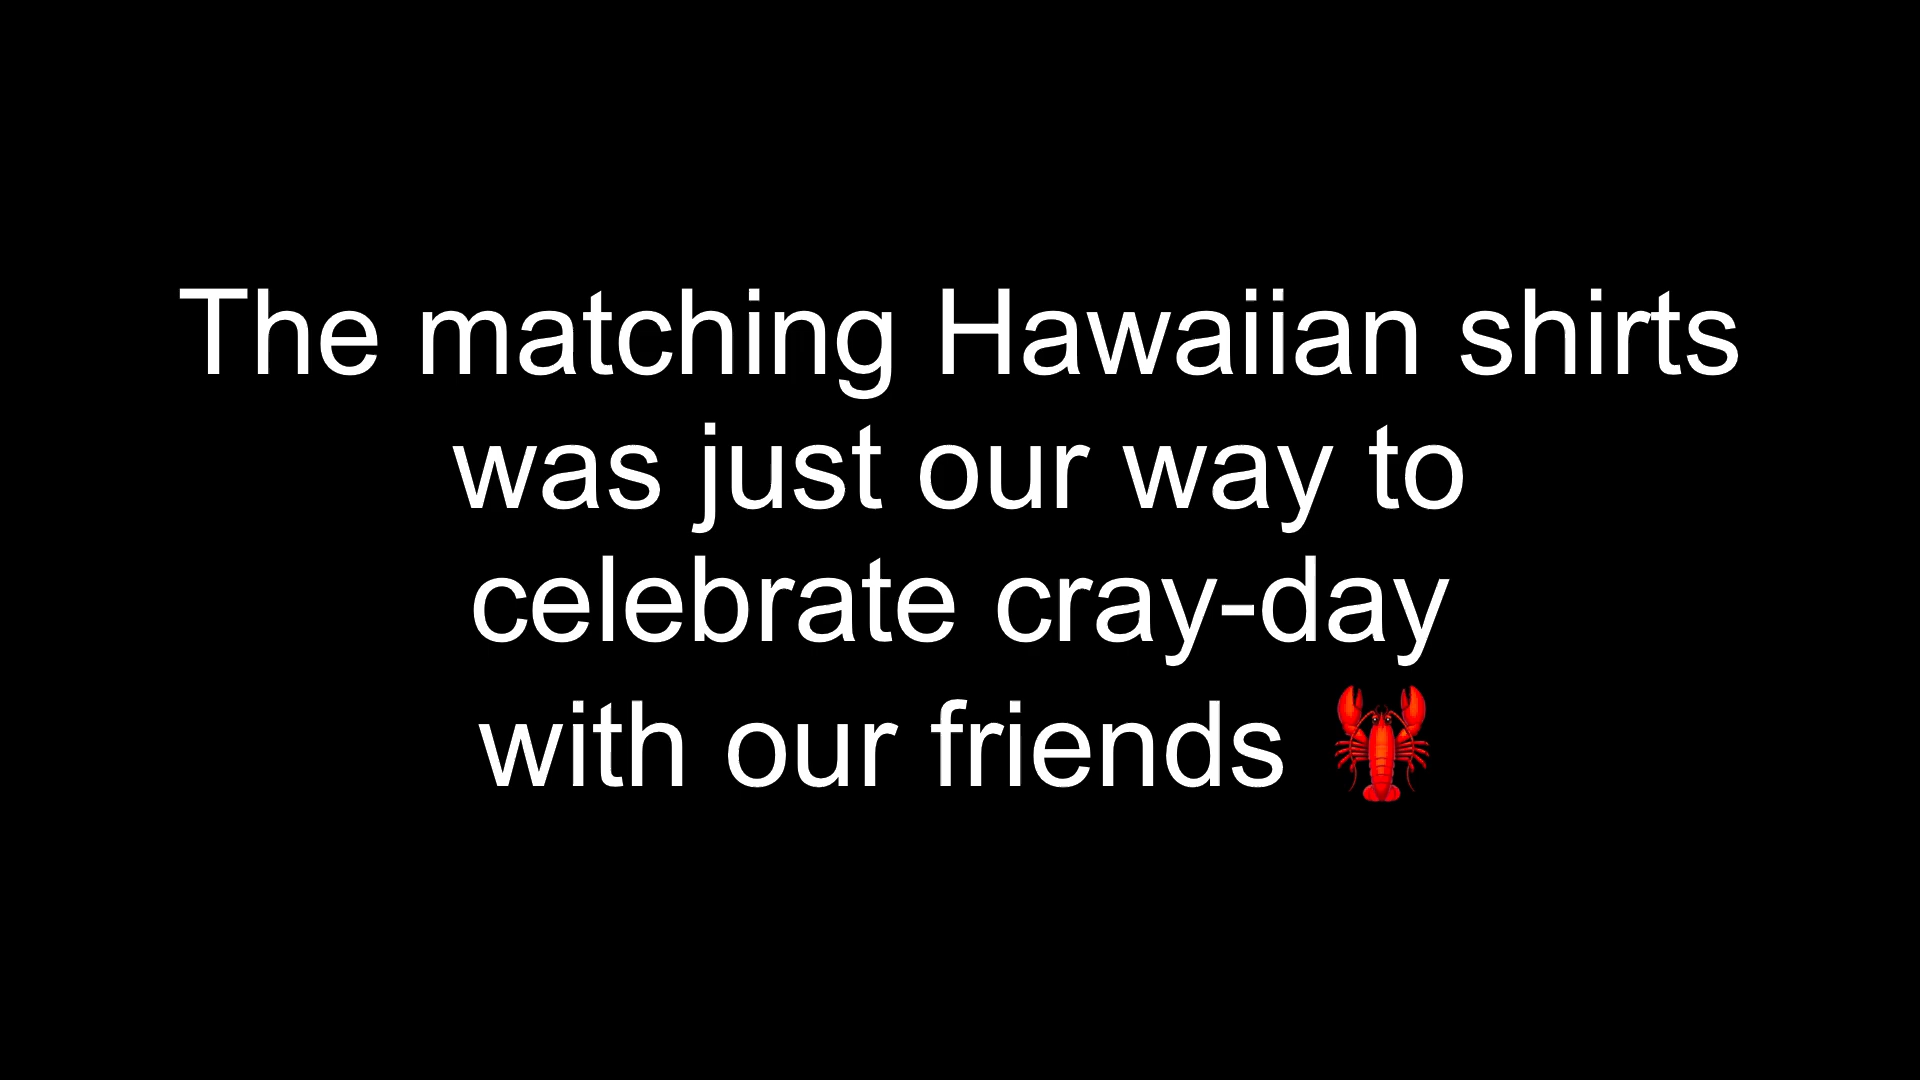 The matching Hawaiian shirts
was just our way to
celebrate cray-day
with our friends 🦞